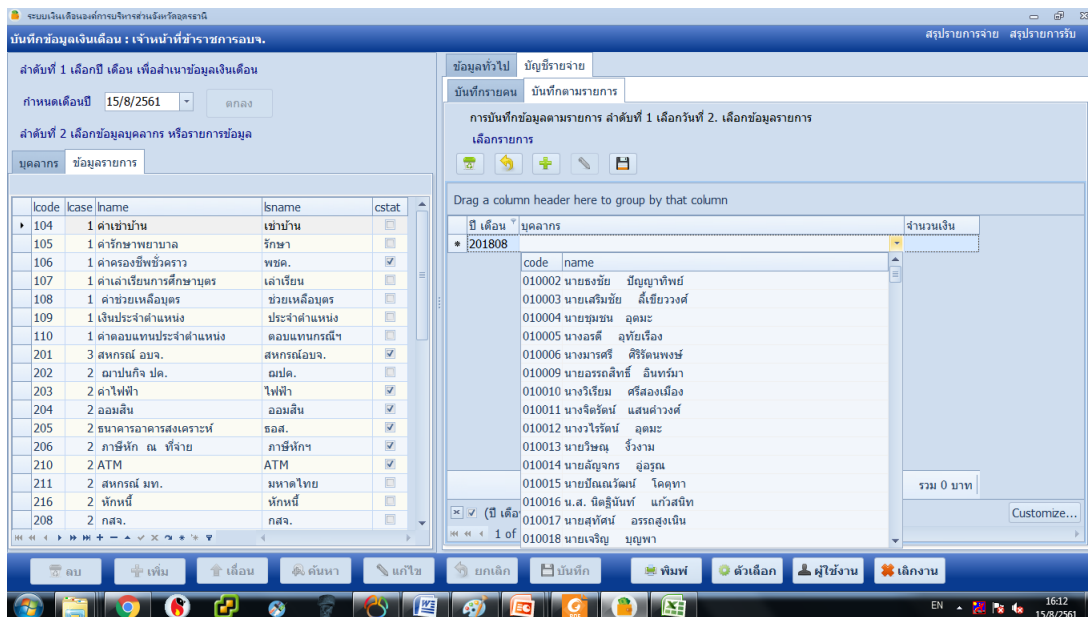 ระบบเงินเดือนองค์การบริหารส่วนจังหวัดอุดรธานี
บันทึกข้อมูลเงินเดือน : เจ้าหน้าที่ข้าราชการอบจ.
สรุปรายการจ่าย สรุปรายการรับ
ลำดับที่ 1 เลือกปี เดือน เพื่อสำเนาข้อมูลเงินเดือน
กำหนดเดือนปี 15/8/2561 ตกลง
ลำดับที่ 2 เลือกข้อมูลบุคลากร หรือรายการข้อมูล
บุคลากร ข้อมูลรายการ
lcode lcase lname lsname cstat
104 1 ค่าเช่าบ้าน เช่าบ้าน
105 1 ค่ารักษาพยาบาล รักษา
106 1 ค่าครองชีพชั่วคราว พชค.
107 1 ค่าเล่าเรียนการศึกษาบุตร เล่าเรียน
108 1 ค่าช่วยเหลือบุตร ช่วยเหลือบุตร
109 1 เงินประจำตำแหน่ง ประจำตำแหน่ง
110 1 ค่าตอบแทนประจำตำแหน่ง ตอบแทนกรณีฯ
201 3 สหกรณ์ อบจ. สหกรณ์อบจ.
202 2 ฌาปนกิจ ปค. ฌปค.
203 2 ค่าไฟฟ้า ไฟฟ้า
204 2 ออมสิน ออมสิน
205 2 ธนาคารอาคารสงเคราะห์ ธอส.
206 2 ภาษีหัก ณ ที่จ่าย ภาษีหักฯ
210 2 ATM ATM
211 2 สหกรณ์ มท. มหาดไทย
216 2 หักหนี้ หักหนี้
208 2 กสจ. กสจ.
ข้อมูลทั่วไป บัญชีรายจ่าย
บันทึกรายคน บันทึกตามรายการ
การบันทึกข้อมูลตามรายการ ลำดับที่ 1 เลือกวันที่ 2. เลือกข้อมูลรายการ
เลือกรายการ
Drag a column header here to group by that column
ปี เดือน บุคลากร จำนวนเงิน
201808
code name
010002 นายธงชัย ปัญญาทิพย์
010003 นายเสริมชัย ลี้เขียววงศ์
010004 นายชุมชน อุดมะ
010005 นางอรดี อุทัยเรือง
010006 นางมารศรี ศิริรัตนพงษ์
010009 นายอรรถสิทธิ์ อินทร์มา
010010 นางวิเรียม ศรีสองเมือง
010011 นางจิดรัตน์ แสนคำวงศ์
010012 นางวไรรัตน์ อุดมะ
010013 นายวิษณุ งิ้วงาม
010014 นายลัญจกร อู่อรุณ
010015 นายปัณณวัฒน์ โคตุทา
010016 น.ส. นิตฐินันท์ แก้วสนิท
010017 นายสุทัศน์ อรรถสูงเนิน
010018 นายเจริญ บุญพา
รวม 0 บาท
(ปี เดือ
Customize...
1 of
ลบ เพิ่ม เลื่อน ค้นหา แก้ไข ยกเลิก บันทึก พิมพ์ ตัวเลือก ผู้ใช้งาน เลิกงาน
EN 16:12
15/8/2561